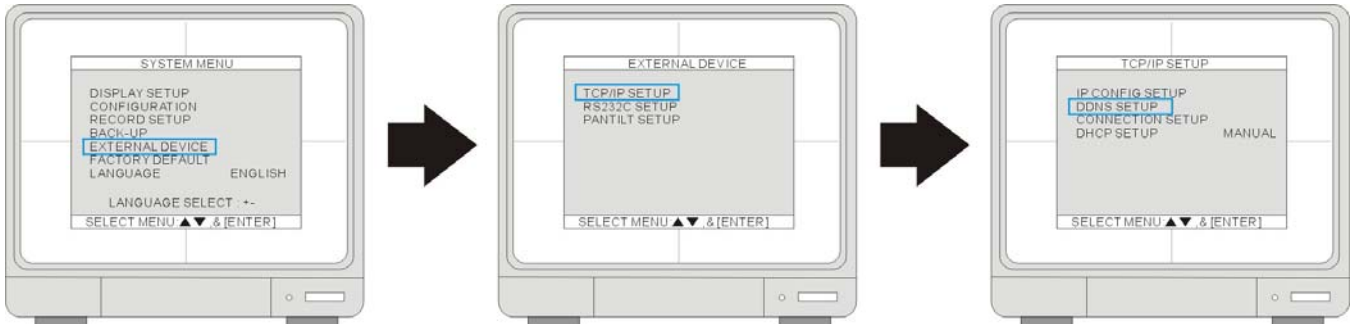 SYSTEM MENU
DISPLAY SETUP
CONFIGURATION
RECORD SETUP
BACK-UP
EXTERNAL DEVICE
FACTORY DEFAULT
LANGUAGE ENGLISH
LANGUAGE SELECT : +-
SELECT MENU:▲▼,& [ENTER]
EXTERNAL DEVICE
TCP/IP SETUP
RS232C SETUP
PANTILT SETUP
SELECT MENU:▲▼,& [ENTER]
TCP/IP SETUP
IP CONFIG SETUP
DDNS SETUP
CONNECTION SETUP
DHCP SETUP MANUAL
SELECT MENU:▲▼,& [ENTER]